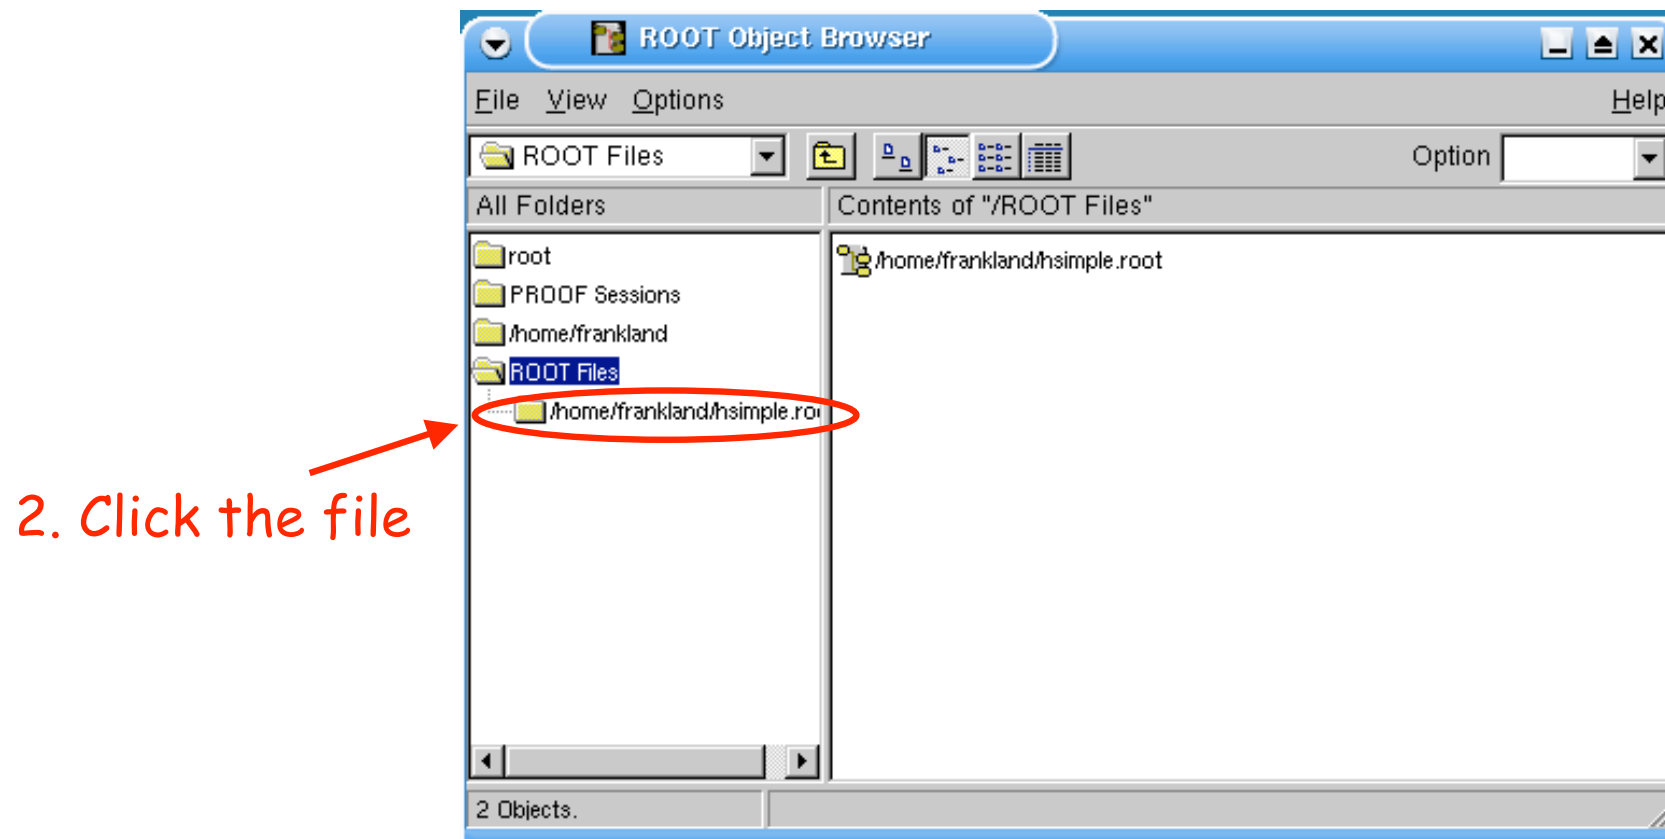 ROOT Object Browser
File View Options Help
ROOT Files Option
All Folders Contents of "/ROOT Files"
root
/home/frankland/hsimple.root
PROOF Sessions
/home/frankland
ROOT Files
/home/frankland/hsimple.roo
2. Click the file
2 Objects.